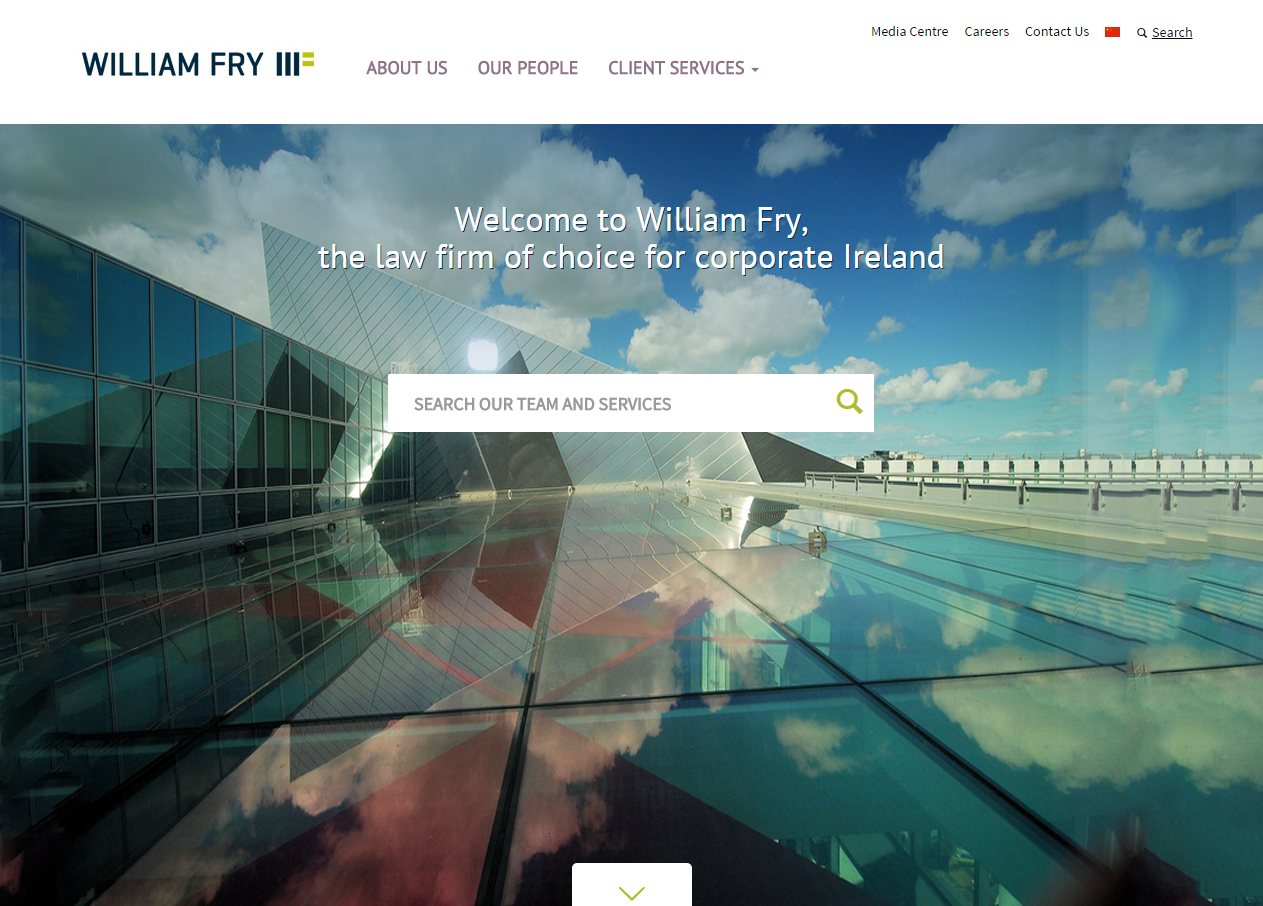 Media Centre Careers Contact Us Search
WILLIAM FRY
ABOUT US OUR PEOPLE CLIENT SERVICES
Welcome to William Fry,
the law firm of choice for corporate Ireland
SEARCH OUR TEAM AND SERVICES